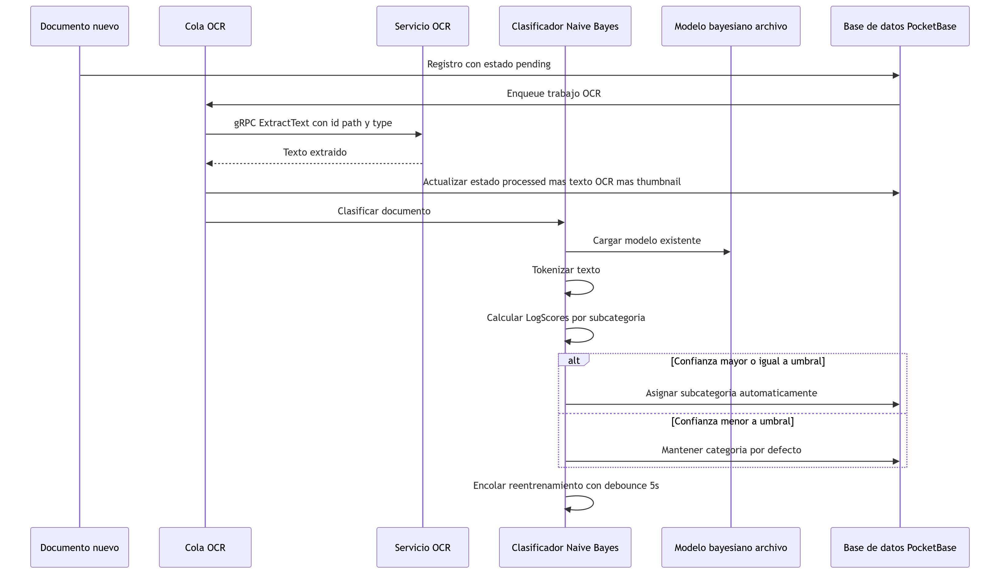 Documento nuevo
Cola OCR
Servicio OCR
Clasificador Naive Bayes
Modelo bayesiano archivo
Base de datos PocketBase
Registro con estado pending
Enqueue trabajo OCR
gRPC ExtractText con id path y type
Texto extraido
Actualizar estado processed mas texto OCR mas thumbnail
Clasificar documento
Cargar modelo existente
Tokenizar texto
Calcular LogScores por subcategoria
alt
[Confianza mayor o igual a umbral]
Asignar subcategoria automaticamente
[Confianza menor a umbral]
Mantener categoria por defecto
Encolar reentrenamiento con debounce 5s
Documento nuevo
Cola OCR
Servicio OCR
Clasificador Naive Bayes
Modelo bayesiano archivo
Base de datos PocketBase